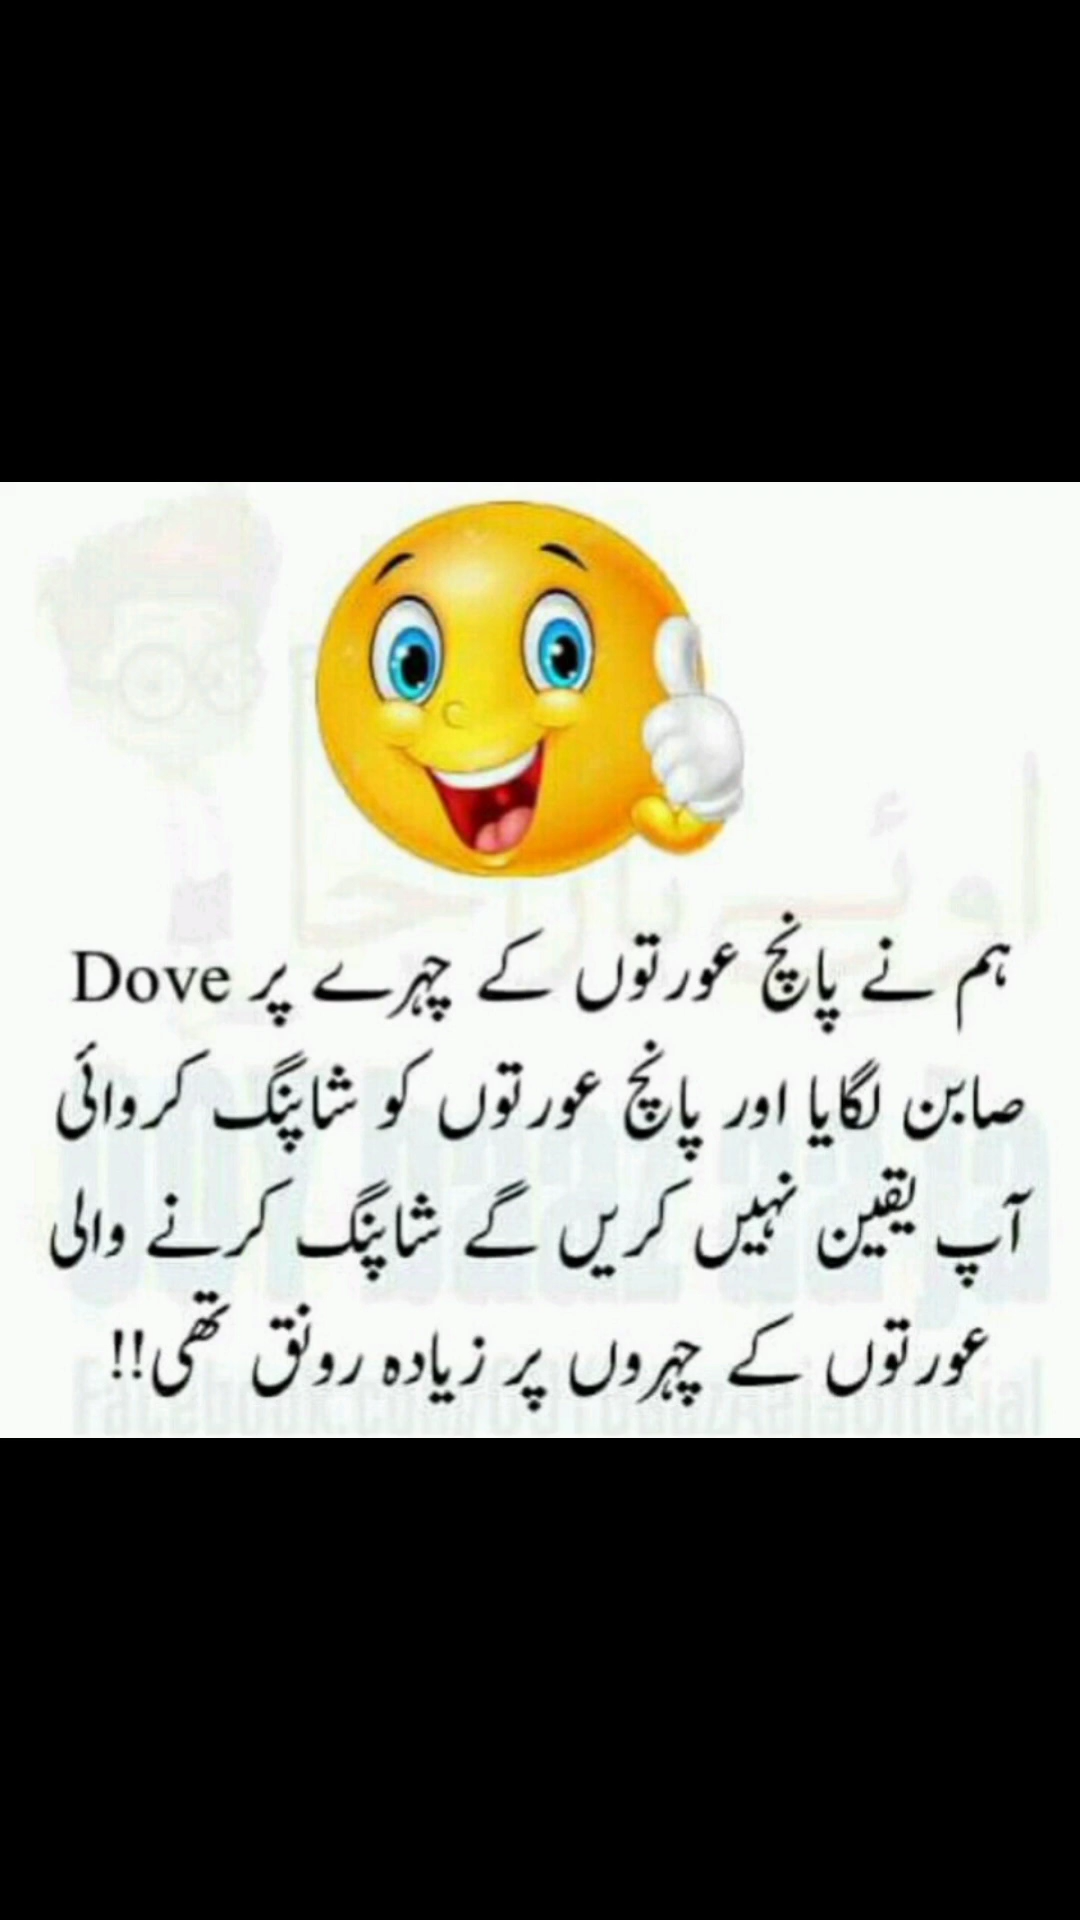 ہم نے پانچ عورتوں کے چہرے پر Dove
صابن لگایا اور پانچ عورتوں کو شاپنگ کروائی
آپ یقین نہیں کریں گے شاپنگ کرنے والی
عورتوں کے چہروں پر زیادہ رونق تھی!!